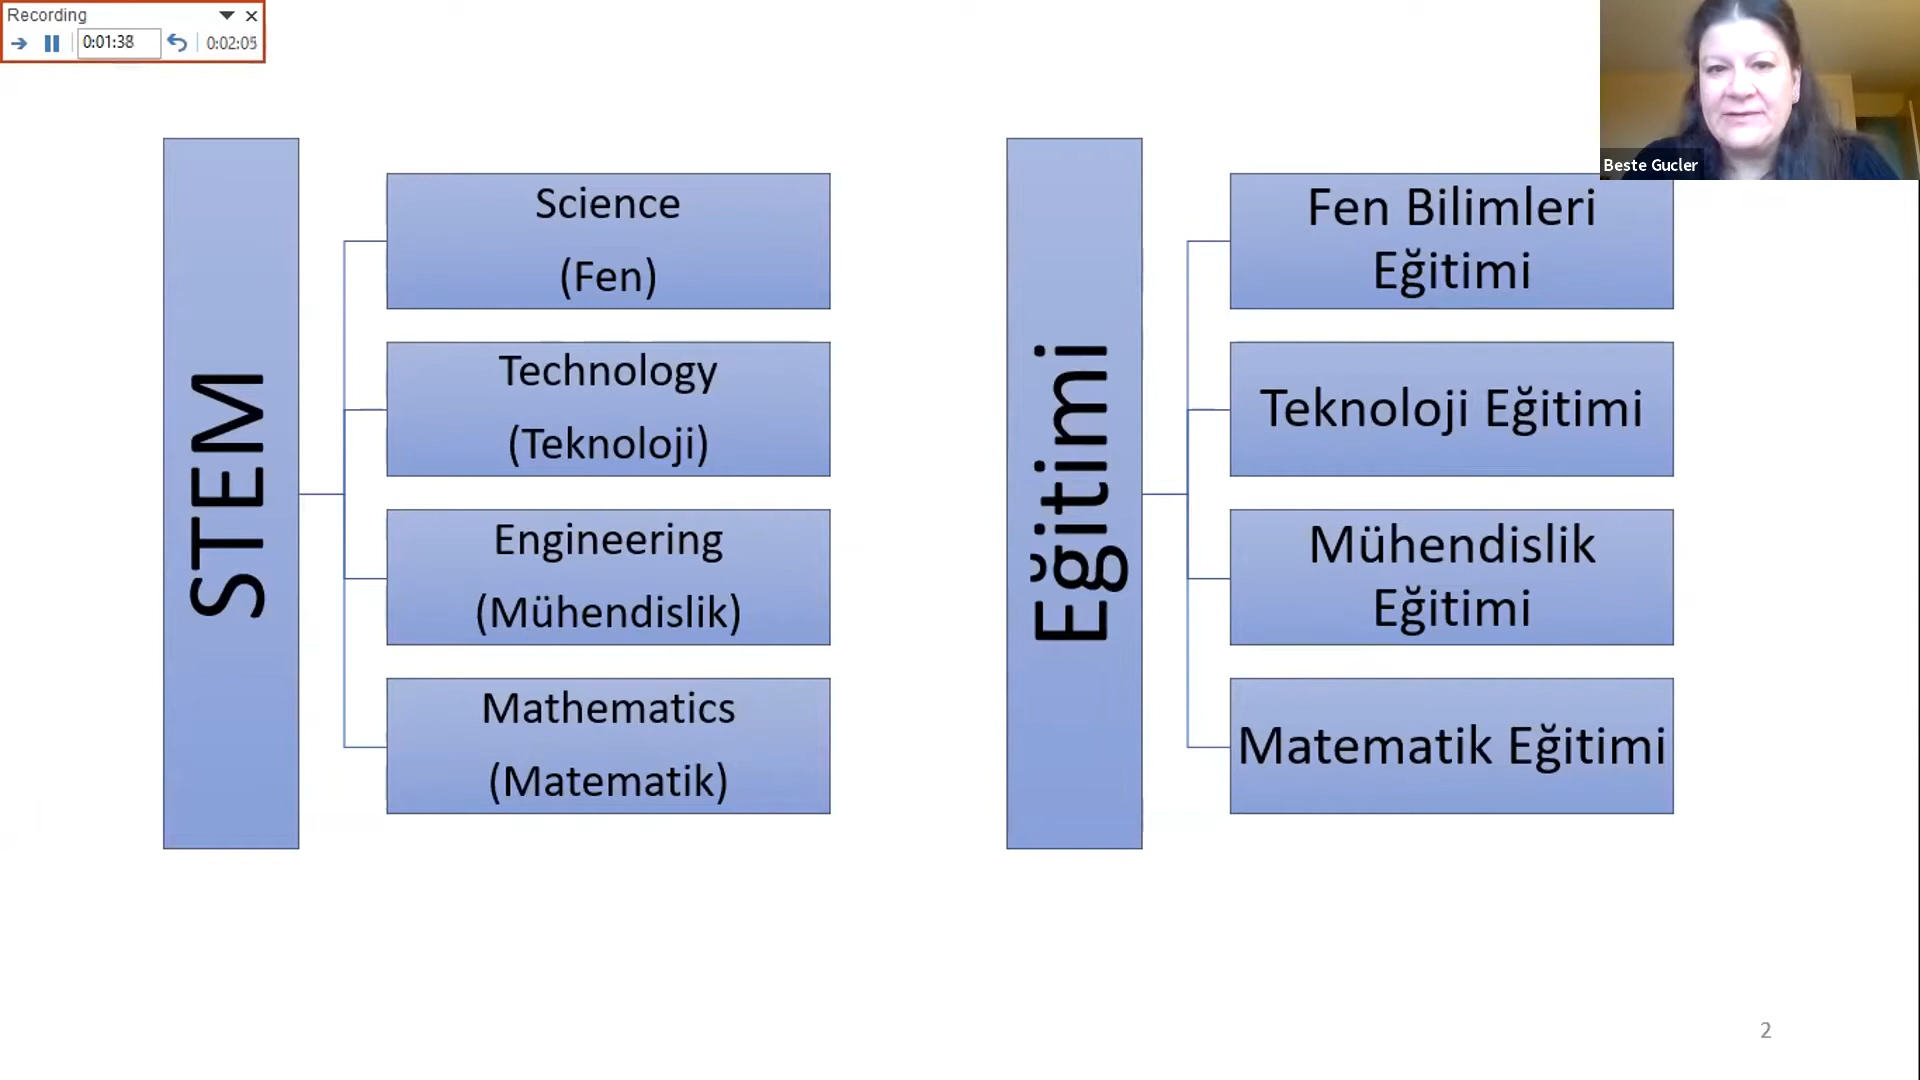 Recording
0:01:38
0:02:05
Beste Gucler
STEM
Science
(Fen)
Technology
(Teknoloji)
Engineering
(Mühendislik)
Mathematics
(Matematik)
Eğitimi
Fen Bilimleri
Eğitimi
Teknoloji Eğitimi
Mühendislik
Eğitimi
Matematik Eğitimi
2